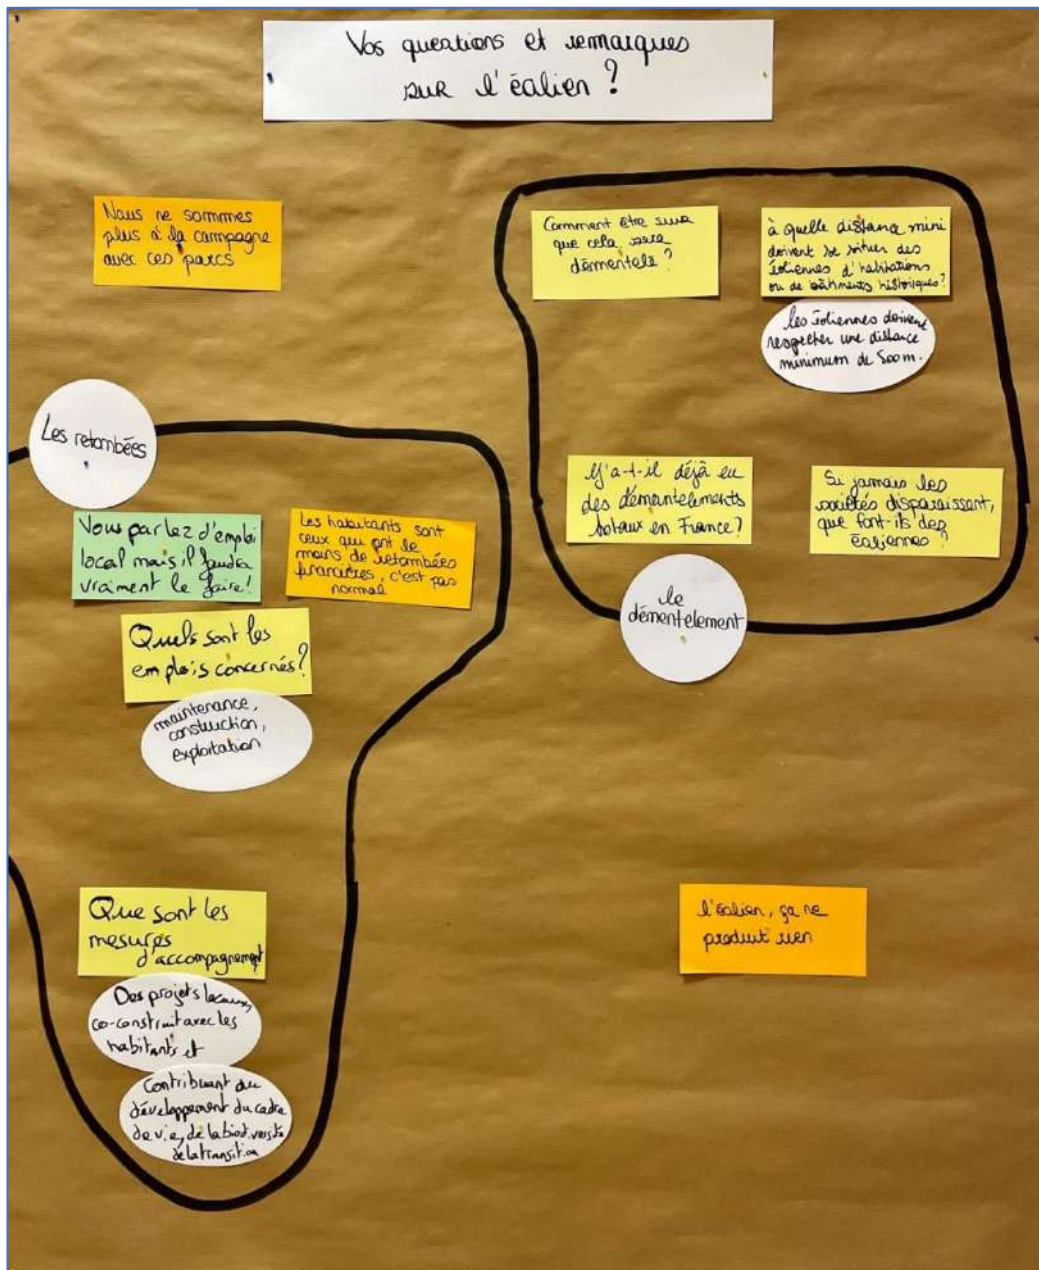 Vos questions et remarques
sur l'éolien ?
Nous ne sommes
plus à la campagne
avec ces parcs
Comment être sure
que cela sera
démentelé ?
à quelle distance mini
doivent se situer des
éoliennes d'habitations
ou de bâtiments historiques ?
les éoliennes doivent
respecter une distance
minimum de 500m.
Y'a-t-il déjà eu
des démantelements
totaux en France ?
Si jamais les
sociétés disparaissent,
que font-ils des
éoliennes ?
le
démentelement
Les retombées
Vous parlez d'emploi
local mais il faudra
vraiment le faire !
Les habitants sont
ceux qui ont le
moins de retombées
financières, c'est pas
normal
Quels sont les
emplois concernés ?
maintenance,
construction,
exploitation
Que sont les
mesures
d'accompagnement
Des projets locaux,
co-construit avec les
habitants et
Contribuant au
développement du cadre
de vie, de la biodiversité
de la transition
l'éolien, ça ne
produit rien